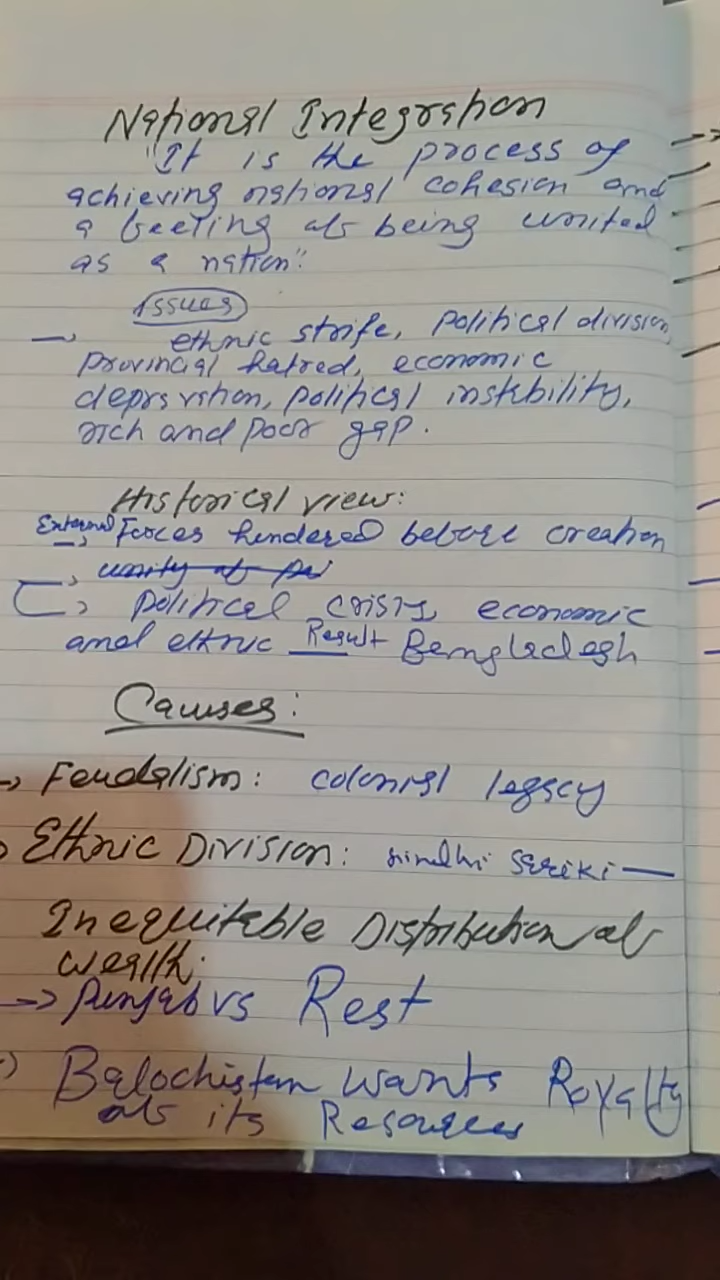 National Integration
"It is the process of
achieving national cohesion and
a feeling of being united
as a nation".
Issues
→ ethnic strife, political division,
provincial hatred, economic
deprivation, political instability,
rich and poor gap.
Historical view:
External Forces hindered before creation
→ unity of
→ political crisis, economic
and ethnic Result Bangladesh
Causes:
→ Feudalism: colonial legacy
Ethnic Division: sindhi Sariki —
Inequitable Distribution of
wealth.
→ Punjab vs Rest
Balochistan wants Royalty
of its Resources